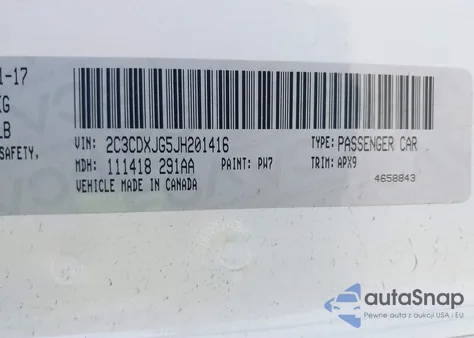 1-17
KG
LB
SAFETY,
VIN: 2C3CDXJG5JH201416 TYPE: PASSENGER CAR
MDH: 111418 291AA PAINT: PW7 TRIM: APX9
VEHICLE MADE IN CANADA 4658843
autoSnap
Pewne auta z aukcji USA i EU